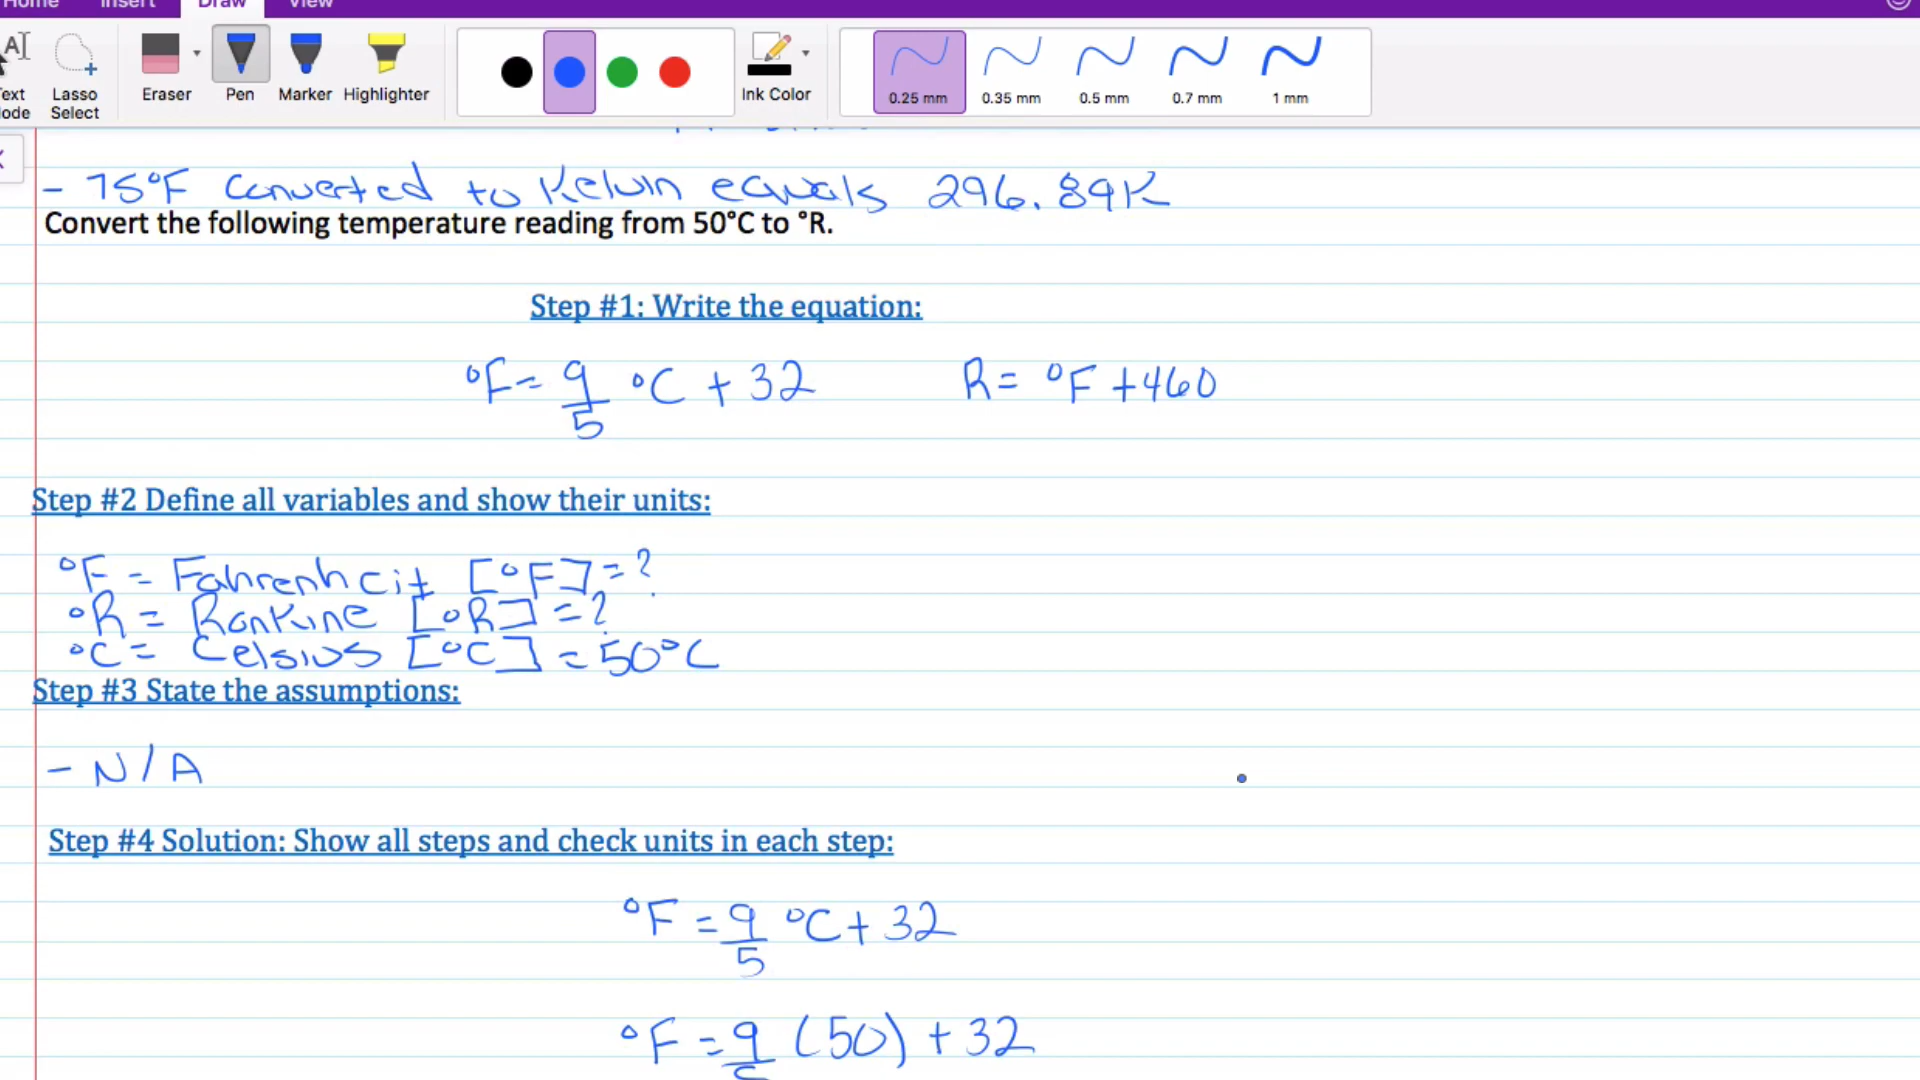 Home Insert Draw View
Text Mode Lasso Select Eraser Pen Marker Highlighter Ink Color 0.25 mm 0.35 mm 0.5 mm 0.7 mm 1 mm
- 75°F Converted to Kelvin equals 296.89K
Convert the following temperature reading from 50°C to °R.
Step #1: Write the equation:
°F = 9/5 °C + 32 R = °F + 460
Step #2 Define all variables and show their units:
°F = Fahrenheit [°F] = ?
°R = Rankine [°R] = ?
°C = Celsius [°C] = 50°C
Step #3 State the assumptions:
- N/A
Step #4 Solution: Show all steps and check units in each step:
°F = 9/5 °C + 32
°F = 9/5 (50) + 32